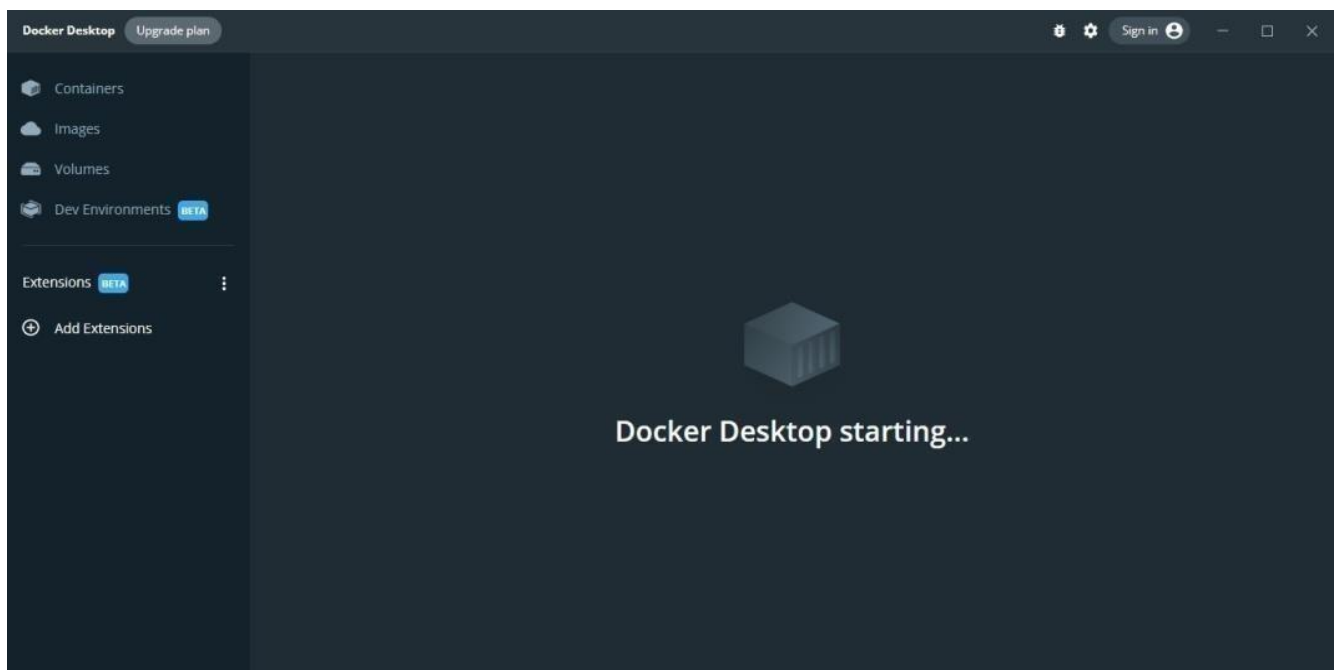 Docker Desktop Upgrade plan Sign in
Containers
Images
Volumes
Dev Environments BETA
Extensions BETA
Add Extensions
Docker Desktop starting...